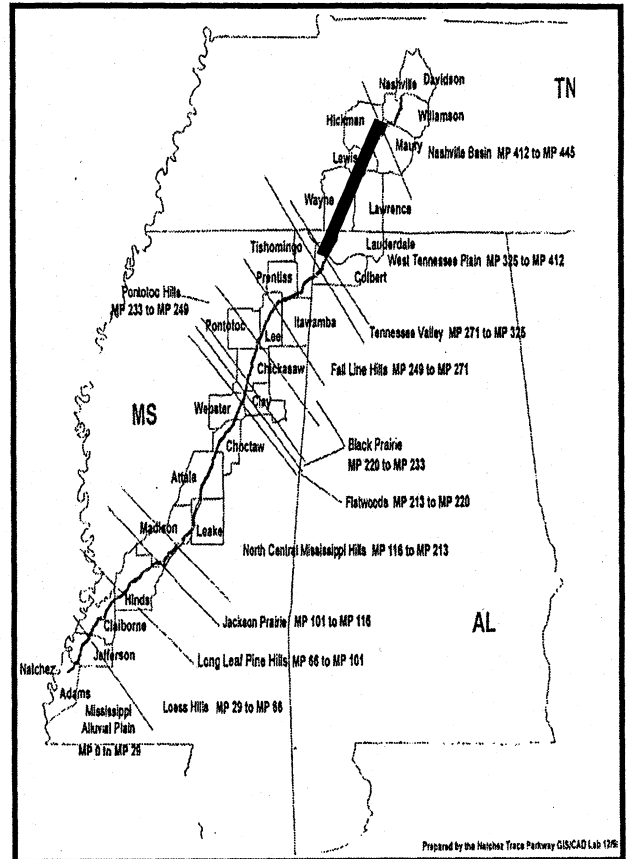 TN
Nashville
Davidson
Hickman
Williamson
Maury
Nashville Basin MP 412 to MP 445
Lewis
Wayne
Lawrence
Lauderdale
West Tennessee Plain MP 325 to MP 412
Colbert
Tishomingo
Prentiss
Pontotoc Hills
MP 233 to MP 249
Itawamba
Pontotoc
Lee
Tennessee Valley MP 271 to MP 325
Chickasaw
Fall Line Hills MP 249 to MP 271
MS
Webster
Clay
Choctaw
Black Prairie
MP 220 to MP 233
Attala
Flatwoods MP 213 to MP 220
Madison
Leake
North Central Mississippi Hills MP 116 to MP 213
Hinds
Jackson Prairie MP 101 to MP 116
AL
Claiborne
Jefferson
Long Leaf Pine Hills MP 66 to MP 101
Natchez
Adams
Loess Hills MP 29 to MP 66
Mississippi
Alluvial Plain
MP 0 to MP 29
Prepared by the Natchez Trace Parkway GIS/CAD Lab